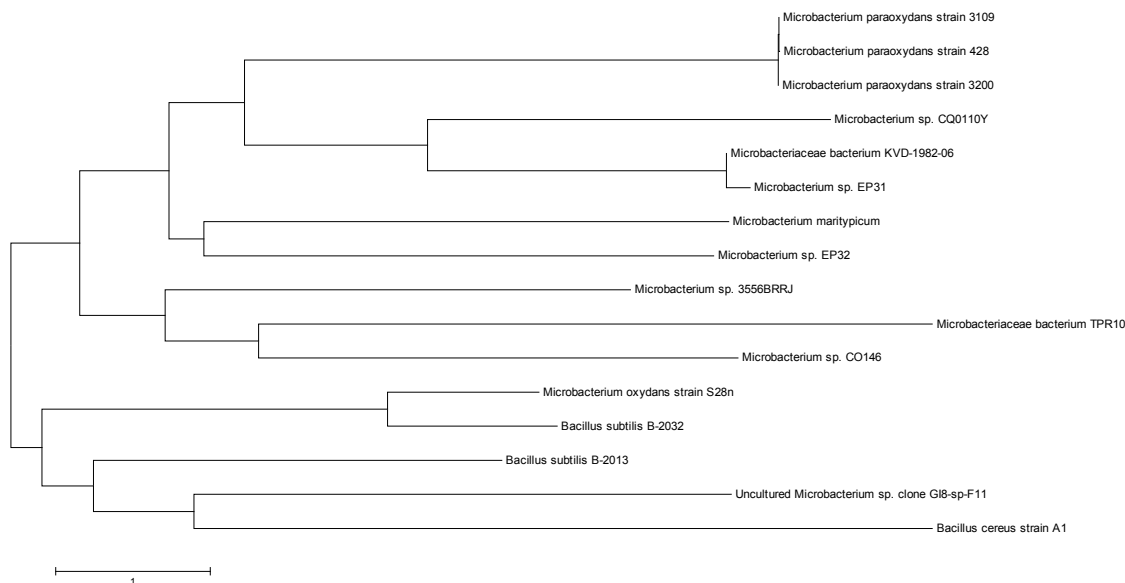 Microbacterium paraoxydans strain 3109
Microbacterium paraoxydans strain 428
Microbacterium paraoxydans strain 3200
Microbacterium sp. CQ0110Y
Microbacteriaceae bacterium KVD-1982-06
Microbacterium sp. EP31
Microbacterium maritypicum
Microbacterium sp. EP32
Microbacterium sp. 3556BRRJ
Microbacteriaceae bacterium TPR10
Microbacterium sp. CO146
Microbacterium oxydans strain S28n
Bacillus subtilis B-2032
Bacillus subtilis B-2013
Uncultured Microbacterium sp. clone GI8-sp-F11
Bacillus cereus strain A1
1